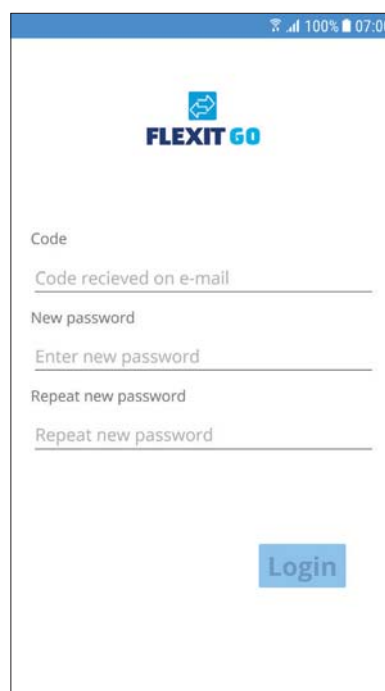 100% 07:00
FLEXIT GO
Code
Code recieved on e-mail
New password
Enter new password
Repeat new password
Repeat new password
Login